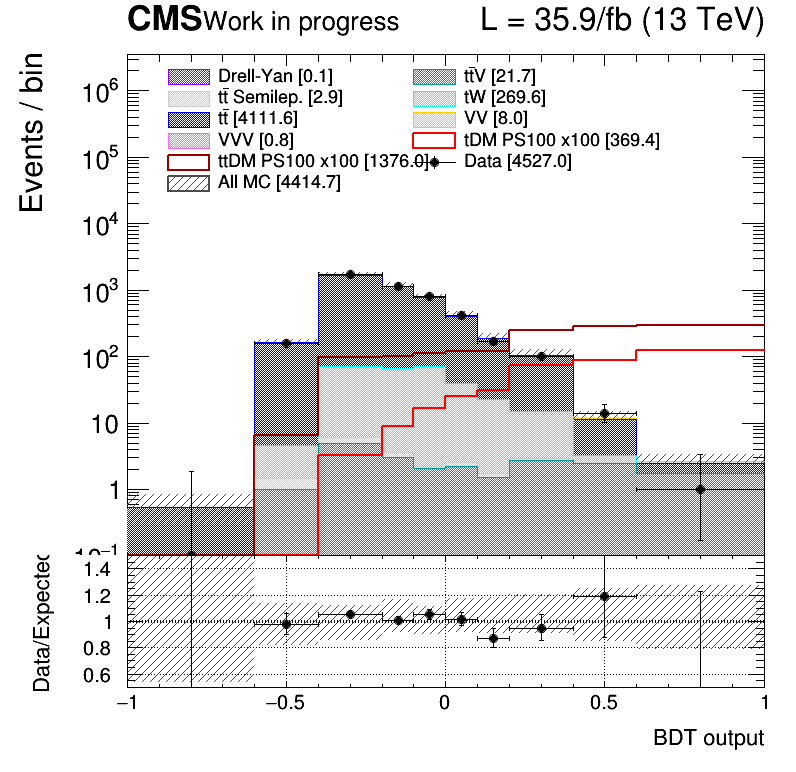 CMS Work in progress L = 35.9/fb (13 TeV)
Events / bin
Drell-Yan [0.1] tt̄V [21.7]
tt̄ Semilep. [2.9] tW [269.6]
tt̄ [4111.6] VV [8.0]
VVV [0.8] tDM PS100 x100 [369.4]
ttDM PS100 x100 [1376.0] Data [4527.0]
All MC [4414.7]
10⁶
10⁵
10⁴
10³
10²
10
1
10⁻¹
Data/Expected
1.4
1.2
1
0.8
0.6
−1 −0.5 0 0.5 1
BDT output